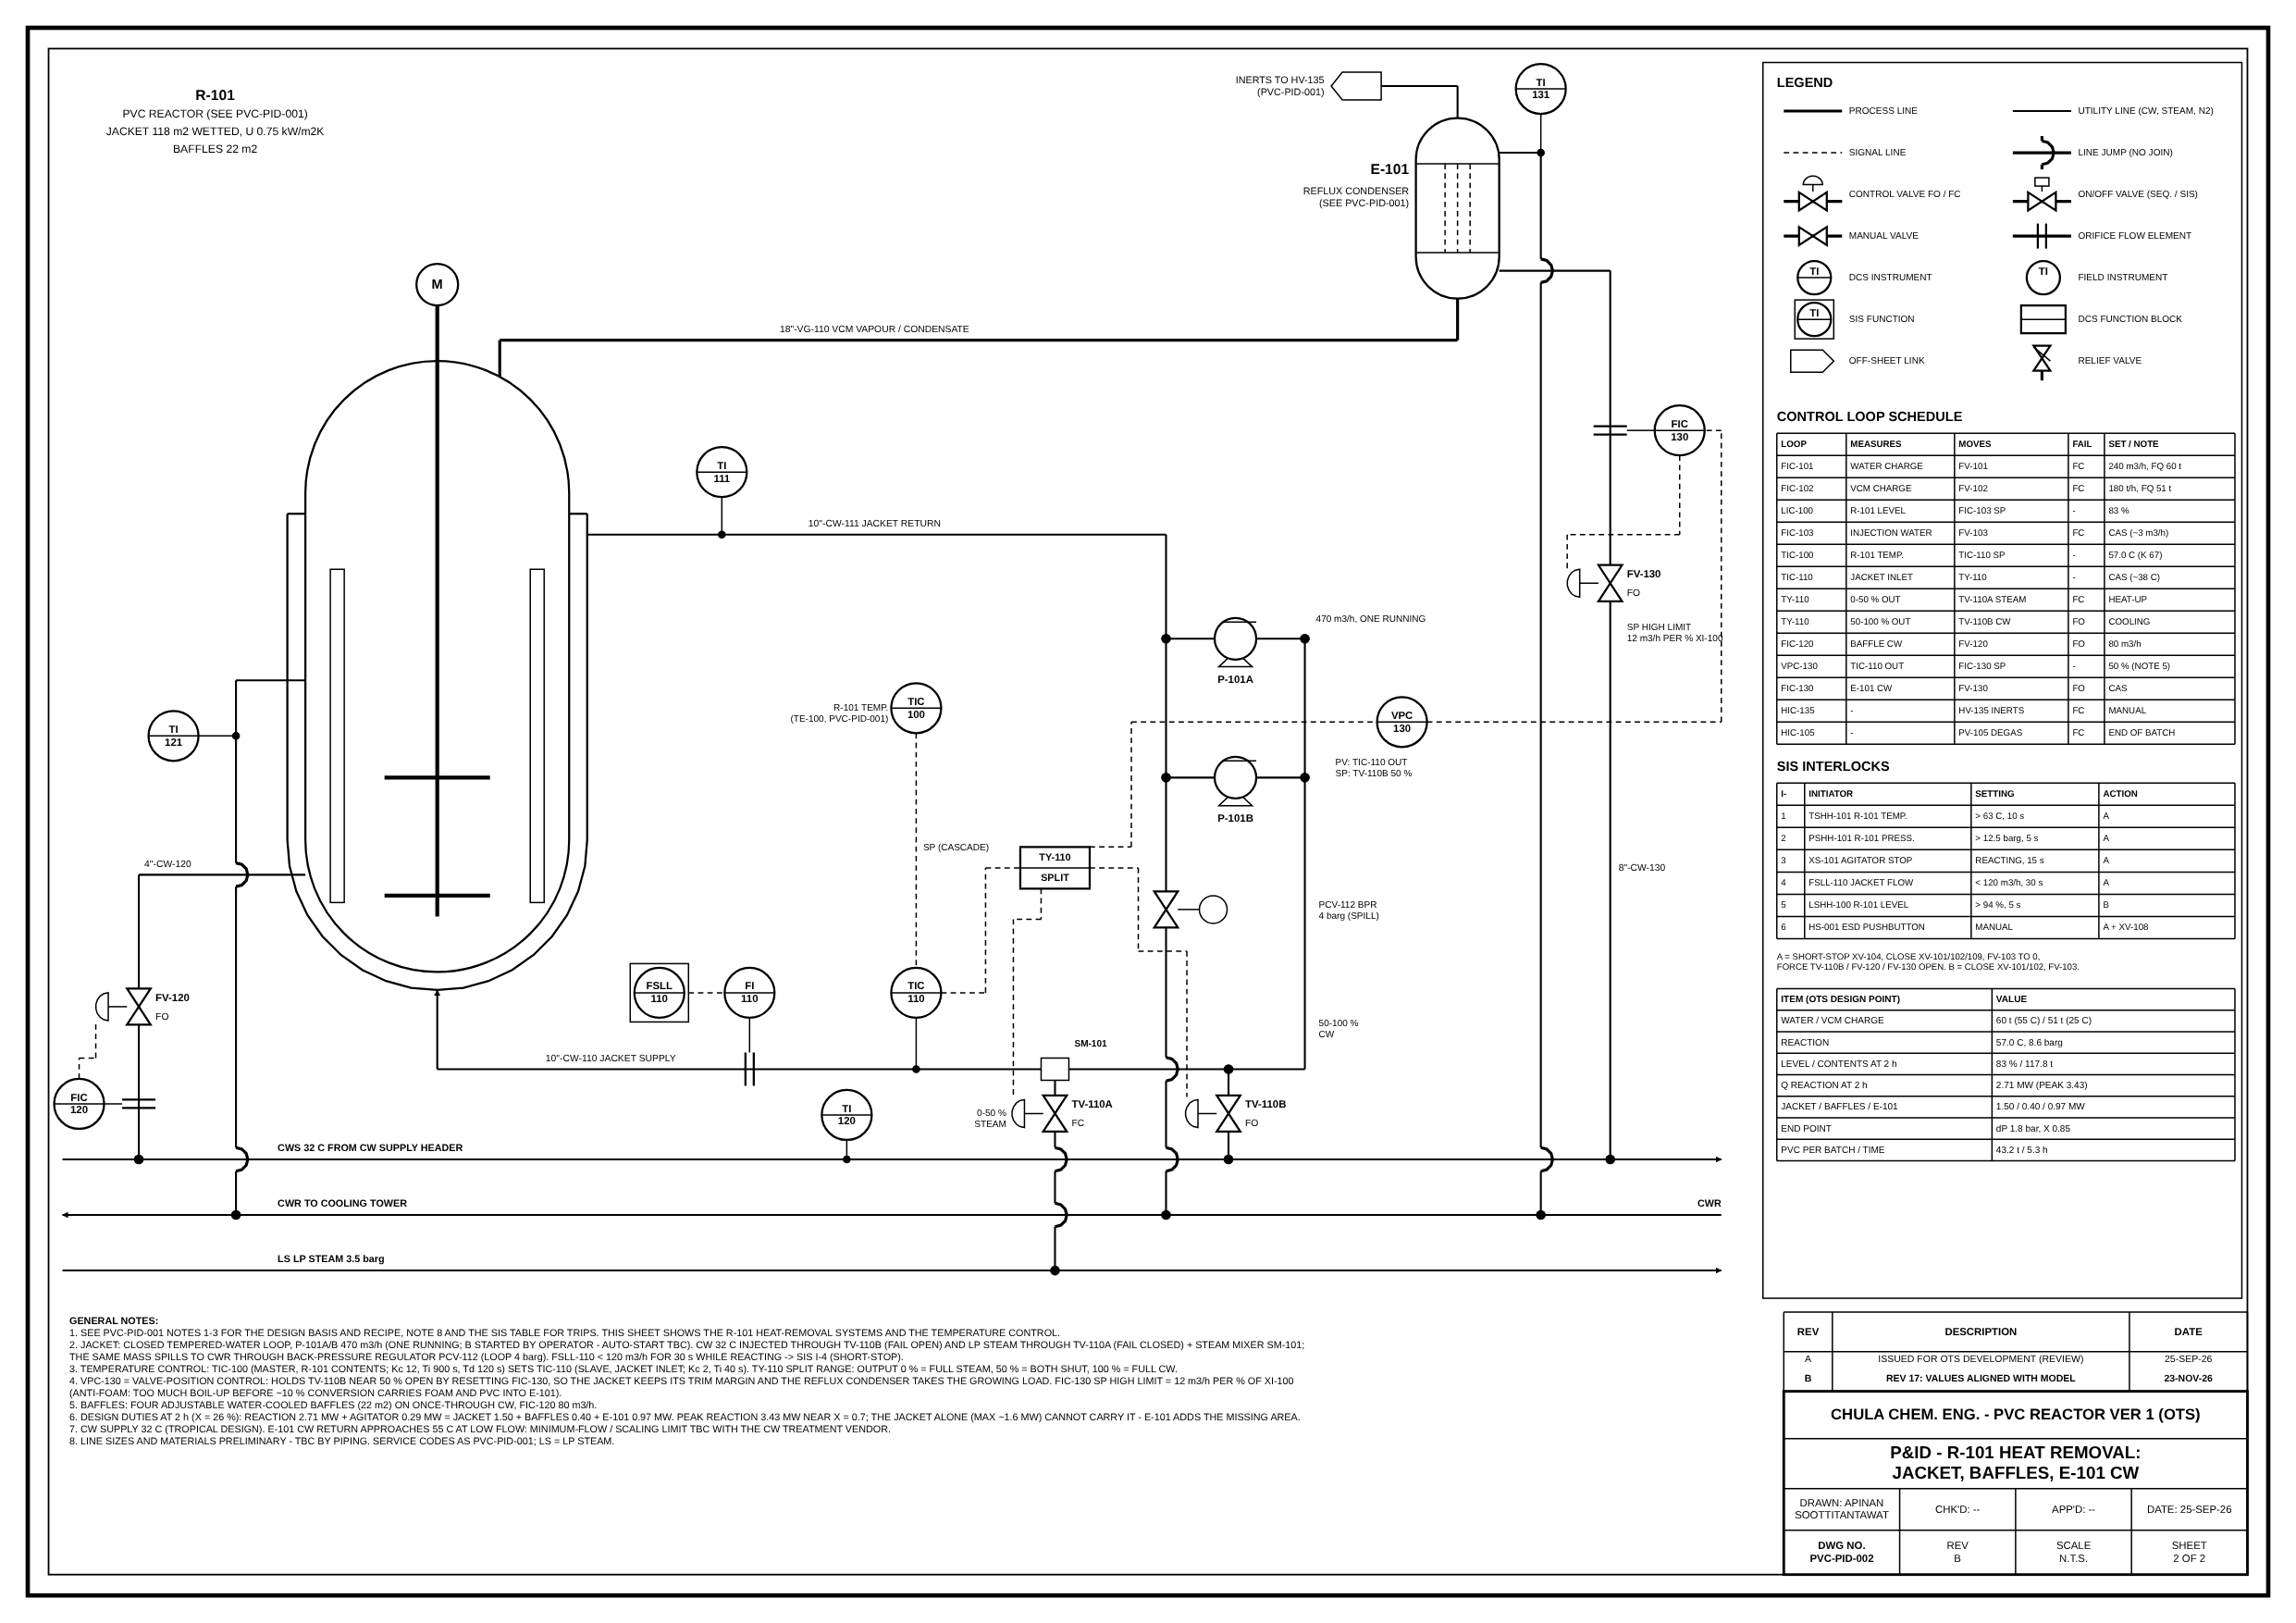 R-101
PVC REACTOR (SEE PVC-PID-001)
JACKET 118 m2 WETTED, U 0.75 kW/m2K
BAFFLES 22 m2
INERTS TO HV-135
(PVC-PID-001)
TI
131
E-101
REFLUX CONDENSER
(SEE PVC-PID-001)
M
18"-VG-110 VCM VAPOUR / CONDENSATE
FIC
130
TI
111
10"-CW-111 JACKET RETURN
FV-130
FO
SP HIGH LIMIT
12 m3/h PER % XI-100
470 m3/h, ONE RUNNING
P-101A
TIC
100
R-101 TEMP.
(TE-100, PVC-PID-001)
VPC
130
PV: TIC-110 OUT
SP: TV-110B 50 %
TI
121
P-101B
SP (CASCADE)
TY-110
SPLIT
4"-CW-120
8"-CW-130
PCV-112 BPR
4 barg (SPILL)
FSLL
110
FI
110
TIC
110
FV-120
FO
50-100 %
CW
SM-101
10"-CW-110 JACKET SUPPLY
FIC
120
TI
120
0-50 %
STEAM
TV-110A
FC
TV-110B
FO
CWS 32 C FROM CW SUPPLY HEADER
CWR TO COOLING TOWER
CWR
LS LP STEAM 3.5 barg
GENERAL NOTES:
1. SEE PVC-PID-001 NOTES 1-3 FOR THE DESIGN BASIS AND RECIPE, NOTE 8 AND THE SIS TABLE FOR TRIPS. THIS SHEET SHOWS THE R-101 HEAT-REMOVAL SYSTEMS AND THE TEMPERATURE CONTROL.
2. JACKET: CLOSED TEMPERED-WATER LOOP, P-101A/B 470 m3/h (ONE RUNNING; B STARTED BY OPERATOR - AUTO-START TBC). CW 32 C INJECTED THROUGH TV-110B (FAIL OPEN) AND LP STEAM THROUGH TV-110A (FAIL CLOSED) + STEAM MIXER SM-101;
THE SAME MASS SPILLS TO CWR THROUGH BACK-PRESSURE REGULATOR PCV-112 (LOOP 4 barg). FSLL-110 < 120 m3/h FOR 30 s WHILE REACTING -> SIS I-4 (SHORT-STOP).
3. TEMPERATURE CONTROL: TIC-100 (MASTER, R-101 CONTENTS; Kc 12, Ti 900 s, Td 120 s) SETS TIC-110 (SLAVE, JACKET INLET; Kc 2, Ti 40 s). TY-110 SPLIT RANGE: OUTPUT 0 % = FULL STEAM, 50 % = BOTH SHUT, 100 % = FULL CW.
4. VPC-130 = VALVE-POSITION CONTROL: HOLDS TV-110B NEAR 50 % OPEN BY RESETTING FIC-130, SO THE JACKET KEEPS ITS TRIM MARGIN AND THE REFLUX CONDENSER TAKES THE GROWING LOAD. FIC-130 SP HIGH LIMIT = 12 m3/h PER % OF XI-100
(ANTI-FOAM: TOO MUCH BOIL-UP BEFORE ~10 % CONVERSION CARRIES FOAM AND PVC INTO E-101).
5. BAFFLES: FOUR ADJUSTABLE WATER-COOLED BAFFLES (22 m2) ON ONCE-THROUGH CW, FIC-120 80 m3/h.
6. DESIGN DUTIES AT 2 h (X = 26 %): REACTION 2.71 MW + AGITATOR 0.29 MW = JACKET 1.50 + BAFFLES 0.40 + E-101 0.97 MW. PEAK REACTION 3.43 MW NEAR X = 0.7; THE JACKET ALONE (MAX ~1.6 MW) CANNOT CARRY IT - E-101 ADDS THE MISSING AREA.
7. CW SUPPLY 32 C (TROPICAL DESIGN). E-101 CW RETURN APPROACHES 55 C AT LOW FLOW: MINIMUM-FLOW / SCALING LIMIT TBC WITH THE CW TREATMENT VENDOR.
8. LINE SIZES AND MATERIALS PRELIMINARY - TBC BY PIPING. SERVICE CODES AS PVC-PID-001; LS = LP STEAM.
LEGEND
PROCESS LINE UTILITY LINE (CW, STEAM, N2)
SIGNAL LINE LINE JUMP (NO JOIN)
CONTROL VALVE FO / FC ON/OFF VALVE (SEQ. / SIS)
MANUAL VALVE ORIFICE FLOW ELEMENT
TI DCS INSTRUMENT TI FIELD INSTRUMENT
TI SIS FUNCTION DCS FUNCTION BLOCK
OFF-SHEET LINK RELIEF VALVE
CONTROL LOOP SCHEDULE
LOOP MEASURES MOVES FAIL SET / NOTE
FIC-101 WATER CHARGE FV-101 FC 240 m3/h, FQ 60 t
FIC-102 VCM CHARGE FV-102 FC 180 t/h, FQ 51 t
LIC-100 R-101 LEVEL FIC-103 SP - 83 %
FIC-103 INJECTION WATER FV-103 FC CAS (~3 m3/h)
TIC-100 R-101 TEMP. TIC-110 SP - 57.0 C (K 67)
TIC-110 JACKET INLET TY-110 - CAS (~38 C)
TY-110 0-50 % OUT TV-110A STEAM FC HEAT-UP
TY-110 50-100 % OUT TV-110B CW FO COOLING
FIC-120 BAFFLE CW FV-120 FO 80 m3/h
VPC-130 TIC-110 OUT FIC-130 SP - 50 % (NOTE 5)
FIC-130 E-101 CW FV-130 FO CAS
HIC-135 - HV-135 INERTS FC MANUAL
HIC-105 - PV-105 DEGAS FC END OF BATCH
SIS INTERLOCKS
I- INITIATOR SETTING ACTION
1 TSHH-101 R-101 TEMP. > 63 C, 10 s A
2 PSHH-101 R-101 PRESS. > 12.5 barg, 5 s A
3 XS-101 AGITATOR STOP REACTING, 15 s A
4 FSLL-110 JACKET FLOW < 120 m3/h, 30 s A
5 LSHH-100 R-101 LEVEL > 94 %, 5 s B
6 HS-001 ESD PUSHBUTTON MANUAL A + XV-108
A = SHORT-STOP XV-104, CLOSE XV-101/102/109, FV-103 TO 0,
FORCE TV-110B / FV-120 / FV-130 OPEN. B = CLOSE XV-101/102, FV-103.
ITEM (OTS DESIGN POINT) VALUE
WATER / VCM CHARGE 60 t (55 C) / 51 t (25 C)
REACTION 57.0 C, 8.6 barg
LEVEL / CONTENTS AT 2 h 83 % / 117.8 t
Q REACTION AT 2 h 2.71 MW (PEAK 3.43)
JACKET / BAFFLES / E-101 1.50 / 0.40 / 0.97 MW
END POINT dP 1.8 bar, X 0.85
PVC PER BATCH / TIME 43.2 t / 5.3 h
REV DESCRIPTION DATE
A ISSUED FOR OTS DEVELOPMENT (REVIEW) 25-SEP-26
B REV 17: VALUES ALIGNED WITH MODEL 23-NOV-26
CHULA CHEM. ENG. - PVC REACTOR VER 1 (OTS)
P&ID - R-101 HEAT REMOVAL:
JACKET, BAFFLES, E-101 CW
DRAWN: APINAN
SOOTTITANTAWAT
CHK'D: --
APP'D: --
DATE: 25-SEP-26
DWG NO.
PVC-PID-002
REV
B
SCALE
N.T.S.
SHEET
2 OF 2